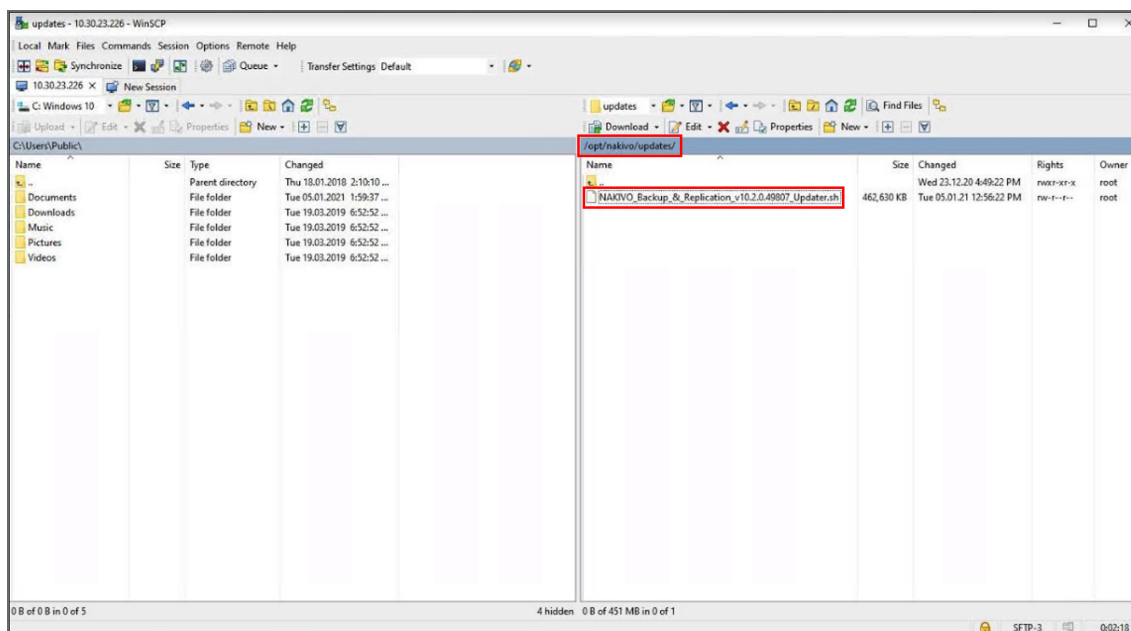 updates - 10.30.23.226 - WinSCP
Local Mark Files Commands Session Options Remote Help
Synchronize Queue Transfer Settings Default
10.30.23.226 × New Session
C: Windows 10
Upload Edit Properties New
C:\Users\Public\
Name Size Type Changed
.. Parent directory Thu 18.01.2018 2:10:10 ...
Documents File folder Tue 05.01.2021 1:59:37 ...
Downloads File folder Tue 19.03.2019 6:52:52 ...
Music File folder Tue 19.03.2019 6:52:52 ...
Pictures File folder Tue 19.03.2019 6:52:52 ...
Videos File folder Tue 19.03.2019 6:52:52 ...
0 B of 0 B in 0 of 5 4 hidden
updates Find Files
Download Edit Properties New
/opt/nakivo/updates/
Name Size Changed Rights Owner
.. Wed 23.12.20 4:49:22 PM rwxr-xr-x root
NAKIVO_Backup_&_Replication_v10.2.0.49807_Updater.sh 462,630 KB Tue 05.01.21 12:56:22 PM rw-r--r-- root
0 B of 451 MB in 0 of 1
SFTP-3 0:02:18